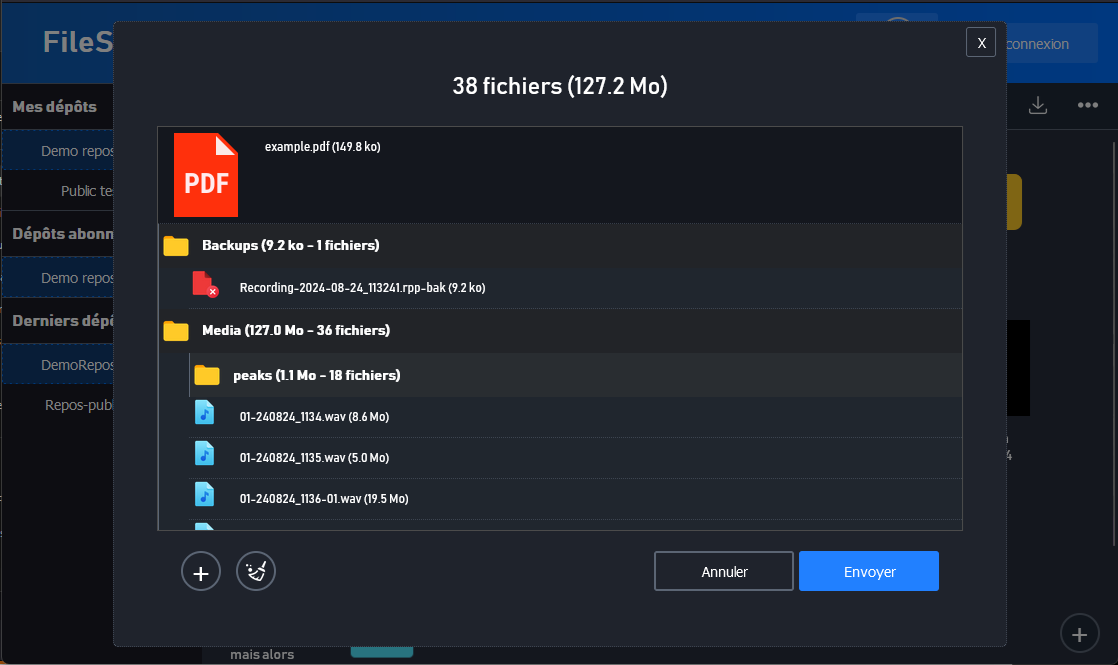 FileS
X
connexion
38 fichiers (127.2 Mo)
Mes dépôts
Demo repos
Public te
Dépôts abonn
Demo repos
Derniers dépô
DemoRepos
Repos-publ
PDF
example.pdf (149.8 ko)
Backups (9.2 ko - 1 fichiers)
Recording-2024-08-24_113241.rpp-bak (9.2 ko)
Media (127.0 Mo - 36 fichiers)
peaks (1.1 Mo - 18 fichiers)
01-240824_1134.wav (8.6 Mo)
01-240824_1135.wav (5.0 Mo)
01-240824_1136-01.wav (19.5 Mo)
Annuler
Envoyer
mais alors